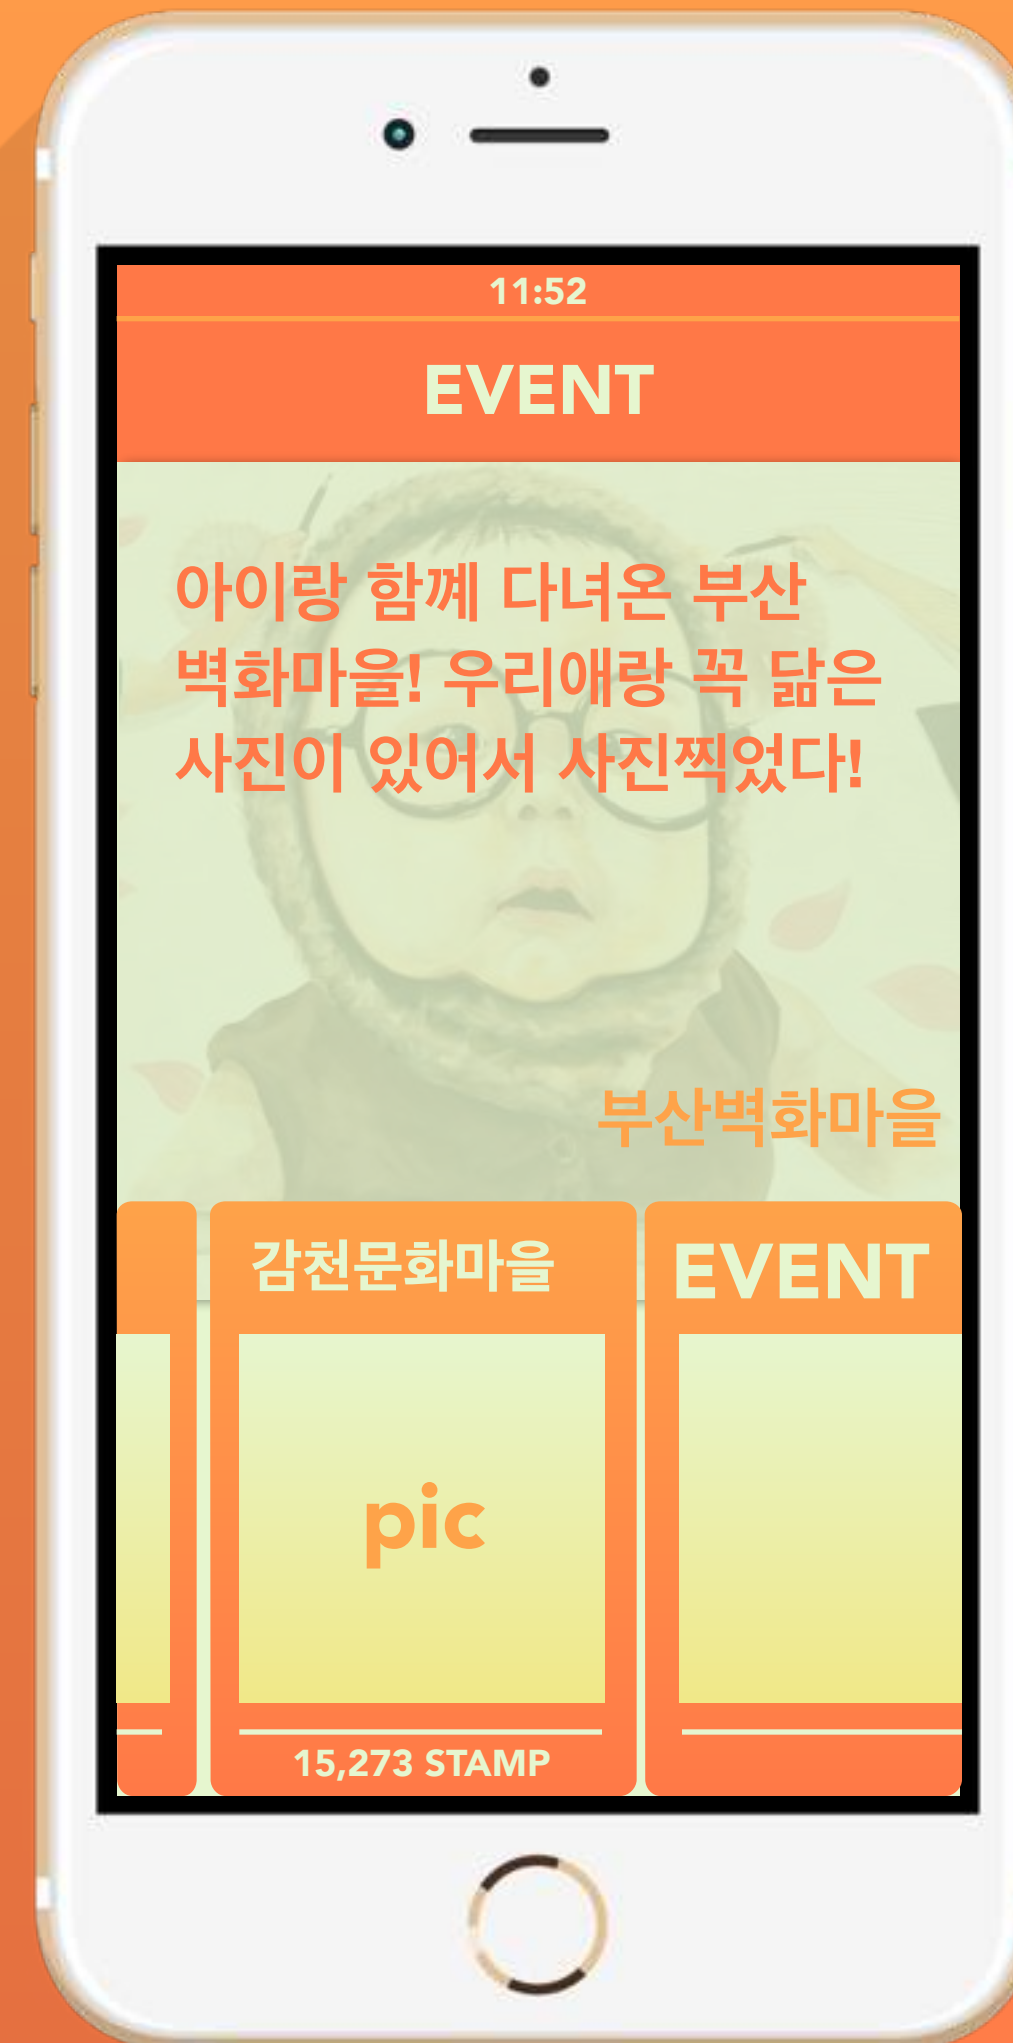 11:52
EVENT
아이랑 함꼐 다녀온 부산
벽화마을! 우리애랑 꼭 닮은
사진이 있어서 사진찍었다!
부산벽화마을
감천문화마을
EVENT
pic
15,273 STAMP